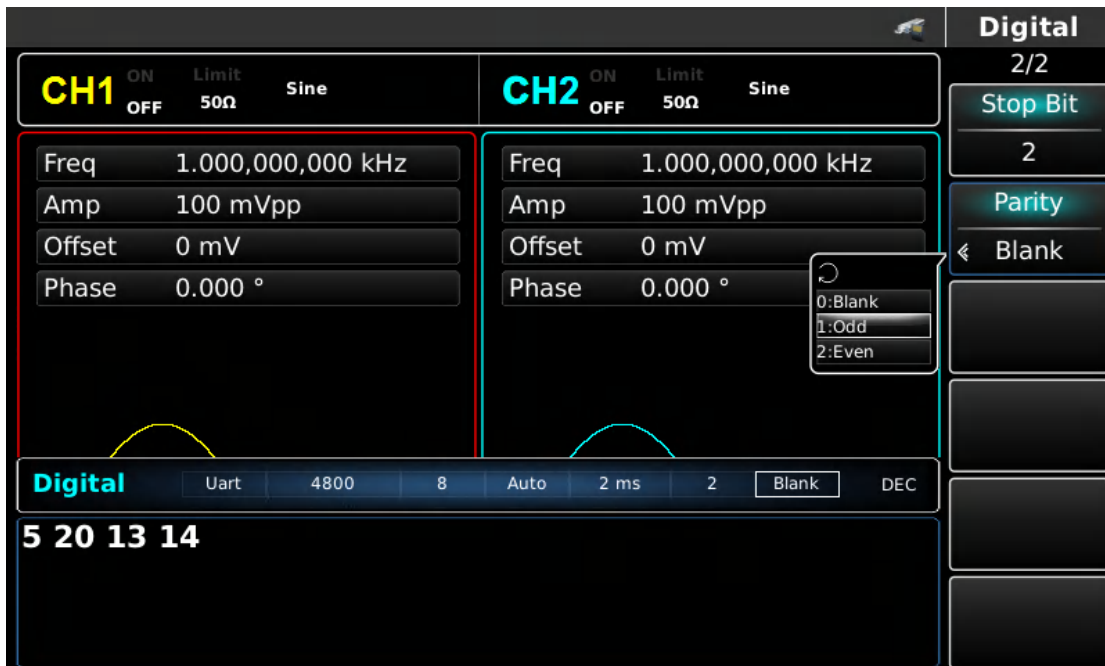 Digital
2/2
CH1 ON OFF Limit 50Ω Sine
CH2 ON OFF Limit 50Ω Sine
Stop Bit
2
Freq 1.000,000,000 kHz
Amp 100 mVpp
Offset 0 mV
Phase 0.000 °
Freq 1.000,000,000 kHz
Amp 100 mVpp
Offset 0 mV
Phase 0.000 °
Parity
Blank
0:Blank
1:Odd
2:Even
Digital Uart 4800 8 Auto 2 ms 2 Blank DEC
5 20 13 14